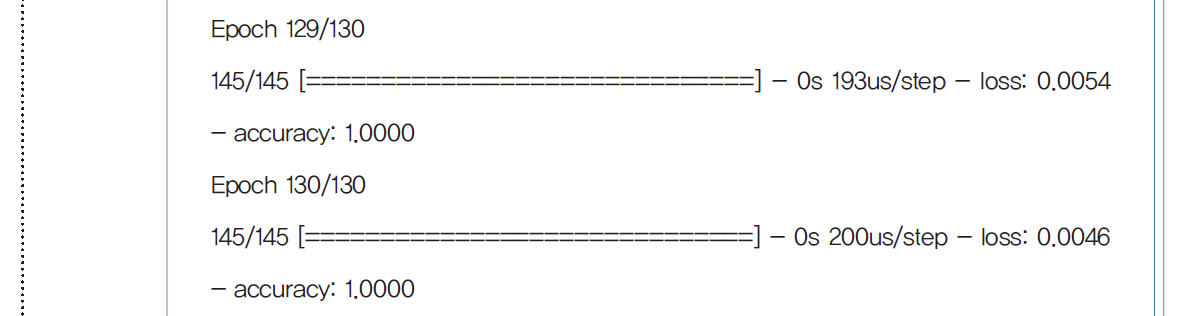 Epoch 129/130
145/145 [==============================] - 0s 193us/step - loss: 0.0054
- accuracy: 1.0000
Epoch 130/130
145/145 [==============================] - 0s 200us/step - loss: 0.0046
- accuracy: 1.0000